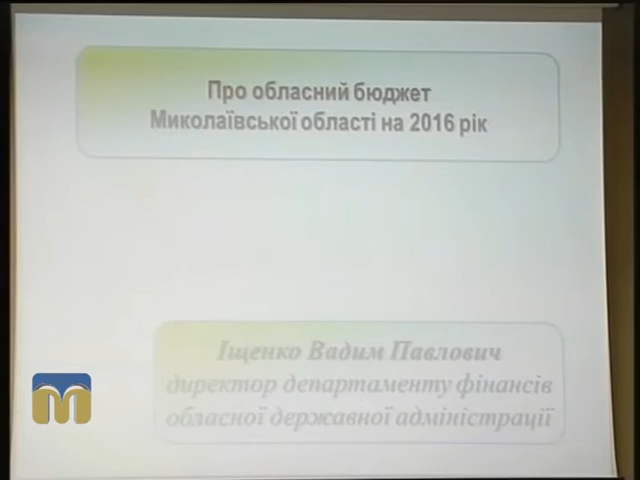 Про обласний бюджет
Миколаївської області на 2016 рік
Іщенко Вадим Павлович
директор департаменту фінансів
обласної державної адміністрації
М